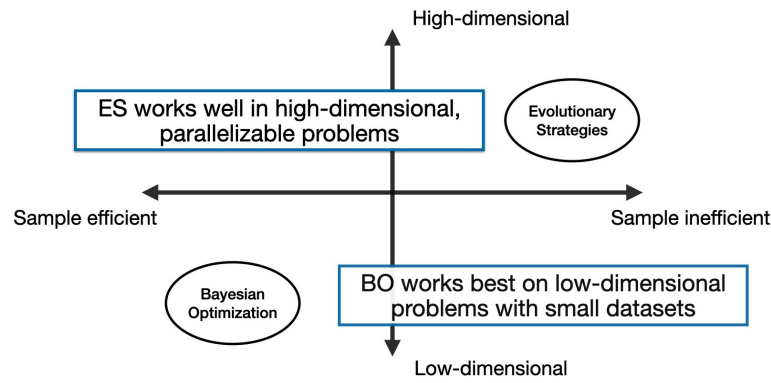 High-dimensional
ES works well in high-dimensional,
parallelizable problems
Evolutionary
Strategies
Sample efficient
Sample inefficient
Bayesian
Optimization
BO works best on low-dimensional
problems with small datasets
Low-dimensional